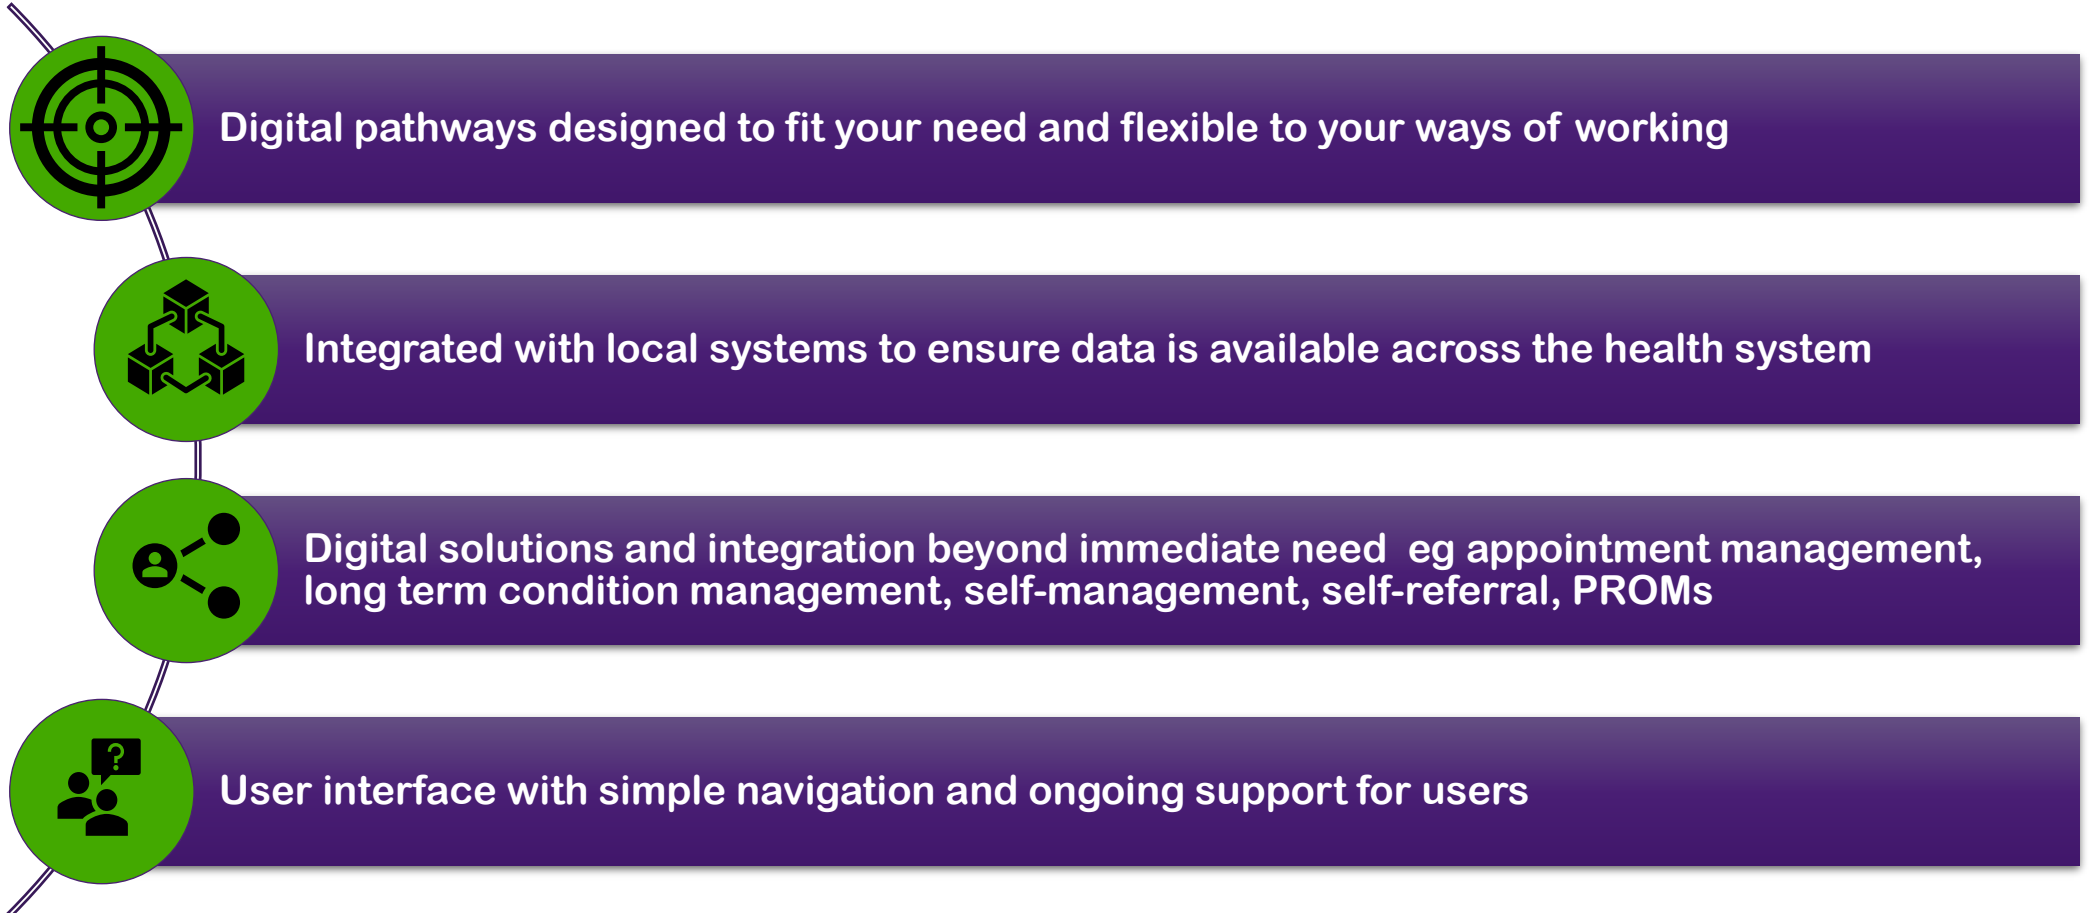 Digital pathways designed to fit your need and flexible to your ways of working
Integrated with local systems to ensure data is available across the health system
Digital solutions and integration beyond immediate need  eg appointment management,
long term condition management, self-management, self-referral, PROMs
?
User interface with simple navigation and ongoing support for users